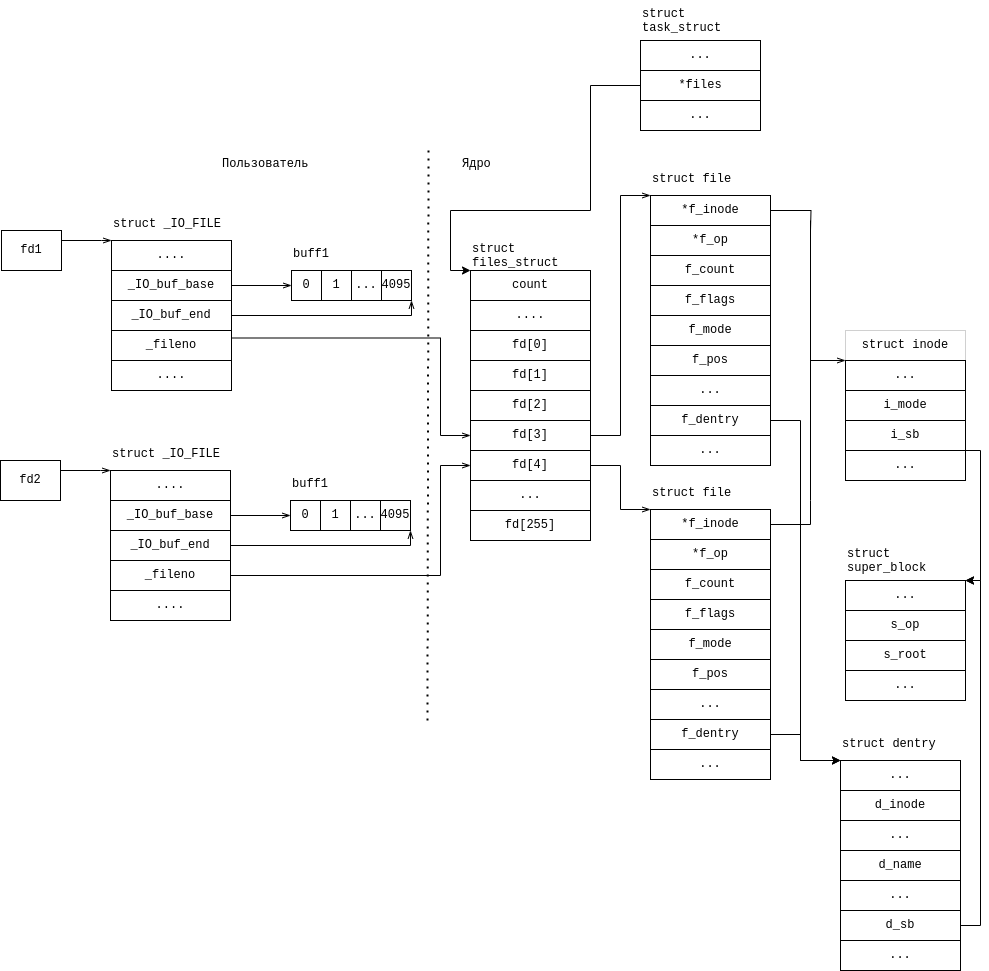 struct
task_struct
...
*files
...
Пользователь
Ядро
fd1
struct _IO_FILE
....
_IO_buf_base
_IO_buf_end
_fileno
....
buff1
0 1 ... 4095
fd2
struct _IO_FILE
....
_IO_buf_base
_IO_buf_end
_fileno
....
buff1
0 1 ... 4095
struct
files_struct
count
....
fd[0]
fd[1]
fd[2]
fd[3]
fd[4]
...
fd[255]
struct file
*f_inode
*f_op
f_count
f_flags
f_mode
f_pos
...
f_dentry
...
struct file
*f_inode
*f_op
f_count
f_flags
f_mode
f_pos
...
f_dentry
...
struct inode
...
i_mode
i_sb
...
struct
super_block
...
s_op
s_root
...
struct dentry
...
d_inode
...
d_name
...
d_sb
...